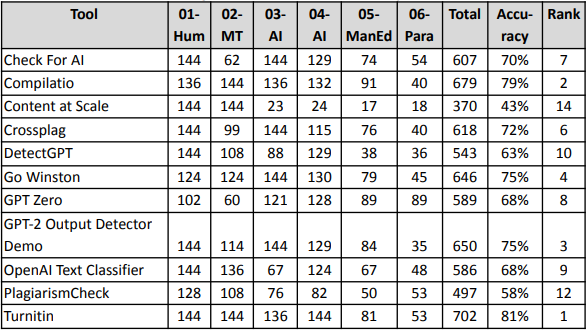 Tool 01-Hum 02-MT 03-AI 04-AI 05-ManEd 06-Para Total Accu-racy Rank
Check For AI 144 62 144 129 74 54 607 70% 7
Compilatio 136 144 136 132 91 40 679 79% 2
Content at Scale 144 144 23 24 17 18 370 43% 14
Crossplag 144 99 144 115 76 40 618 72% 6
DetectGPT 144 108 88 129 38 36 543 63% 10
Go Winston 124 124 144 130 79 45 646 75% 4
GPT Zero 102 60 121 128 89 89 589 68% 8
GPT-2 Output Detector
Demo 144 114 144 129 84 35 650 75% 3
OpenAI Text Classifier 144 136 67 124 67 48 586 68% 9
PlagiarismCheck 128 108 76 82 50 53 497 58% 12
Turnitin 144 144 136 144 81 53 702 81% 1